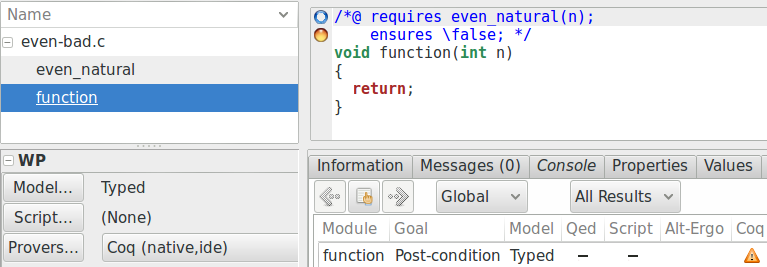 Name
even-bad.c
even_natural
function
/*@ requires even_natural(n);
ensures \false; */
void function(int n)
{
return;
}
WP
Model... Typed
Script... (None)
Provers... Coq (native,ide)
Information Messages (0) Console Properties Values
Global All Results
Module Goal Model Qed Script Alt-Ergo Coq
function Post-condition Typed – –